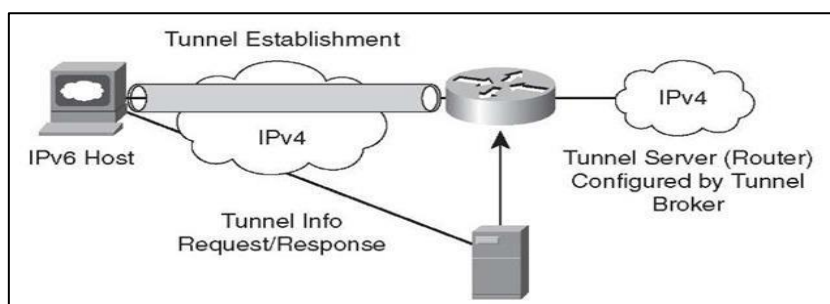 Tunnel Establishment
IPv6 Host
IPv4
IPv4
Tunnel Server (Router)
Configured by Tunnel
Broker
Tunnel Info
Request/Response